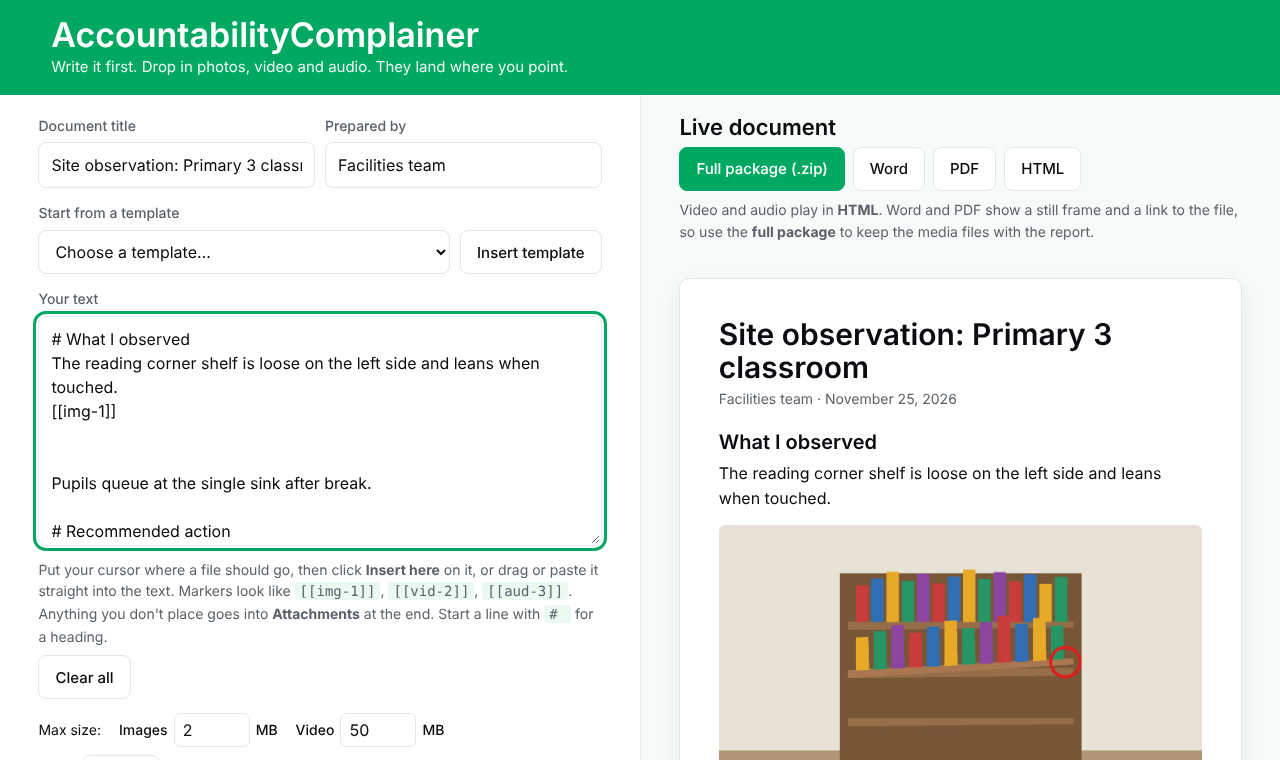 AccountabilityComplainer
Write it first. Drop in photos, video and audio. They land where you point.
Document title
Prepared by
Site observation: Primary 3 classr
Facilities team
Start from a template
Choose a template...
Insert template
Your text
# What I observed
The reading corner shelf is loose on the left side and leans when
touched.
[[img-1]]
Pupils queue at the single sink after break.
# Recommended action
Put your cursor where a file should go, then click Insert here on it, or drag or paste it
straight into the text. Markers look like [[img-1]], [[vid-2]], [[aud-3]].
Anything you don't place goes into Attachments at the end. Start a line with # for
a heading.
Clear all
Max size: Images 2 MB Video 50 MB
Live document
Full package (.zip)
Word
PDF
HTML
Video and audio play in HTML. Word and PDF show a still frame and a link to the file,
so use the full package to keep the media files with the report.
Site observation: Primary 3
classroom
Facilities team · November 25, 2026
What I observed
The reading corner shelf is loose on the left side and leans
when touched.